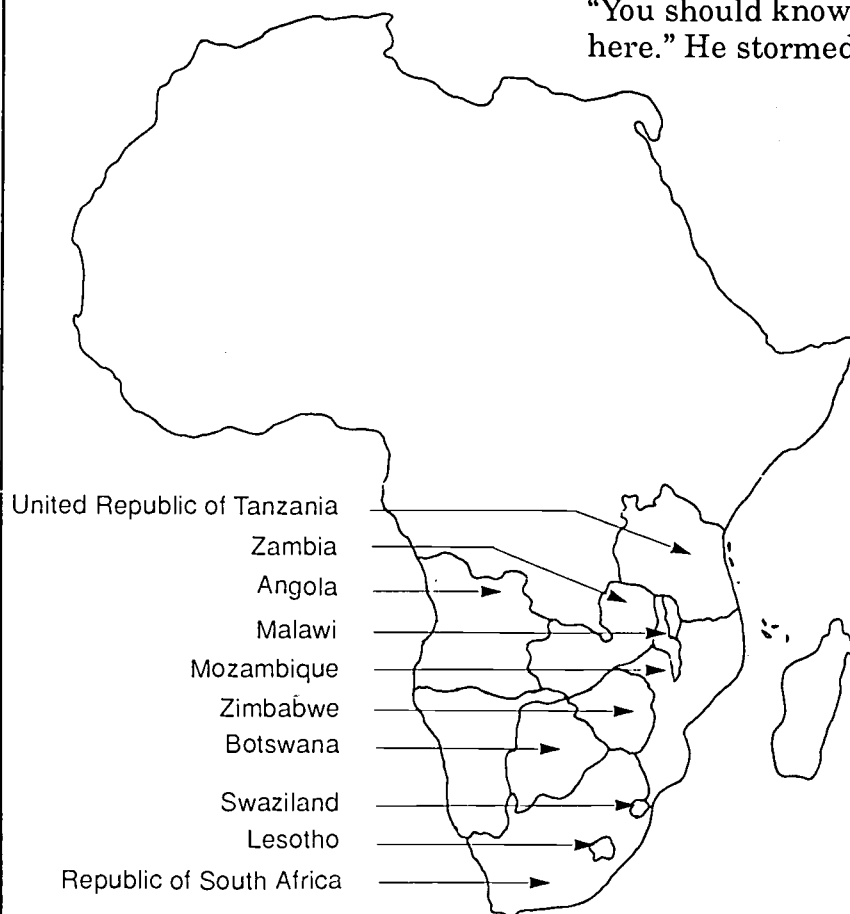 “You should know
here.” He stormed
United Republic of Tanzania
Zambia
Angola
Malawi
Mozambique
Zimbabwe
Botswana
Swaziland
Lesotho
Republic of South Africa